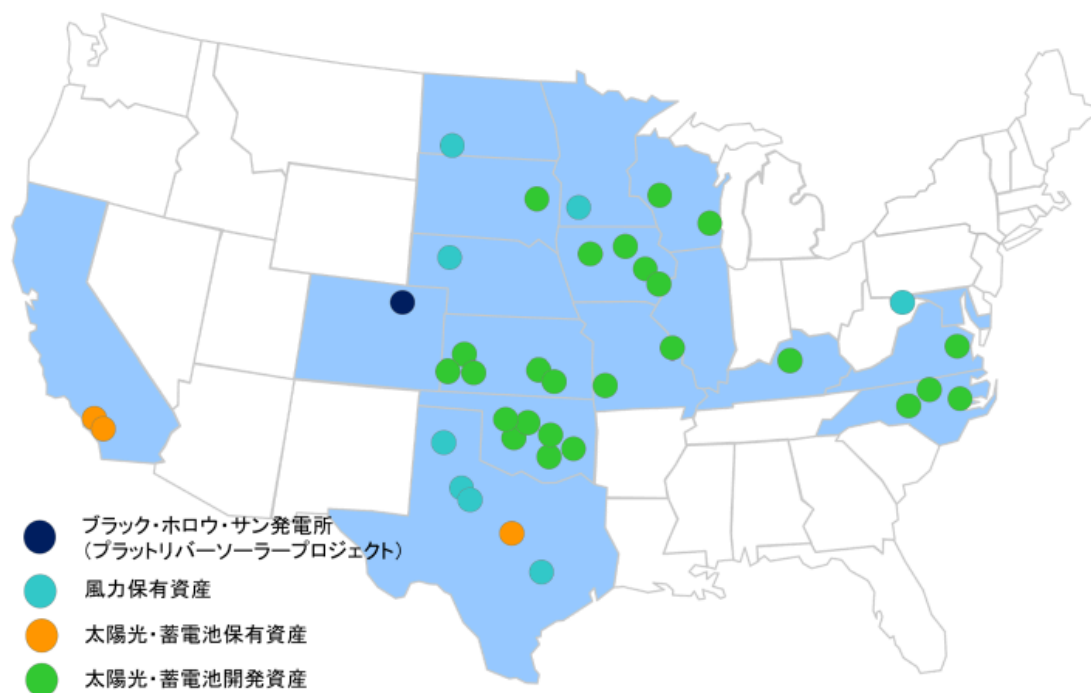 ブラック・ホロウ・サン発電所
（プラットリバーソーラープロジェクト）
風力保有資産
太陽光・蓄電池保有資産
太陽光・蓄電池開発資産